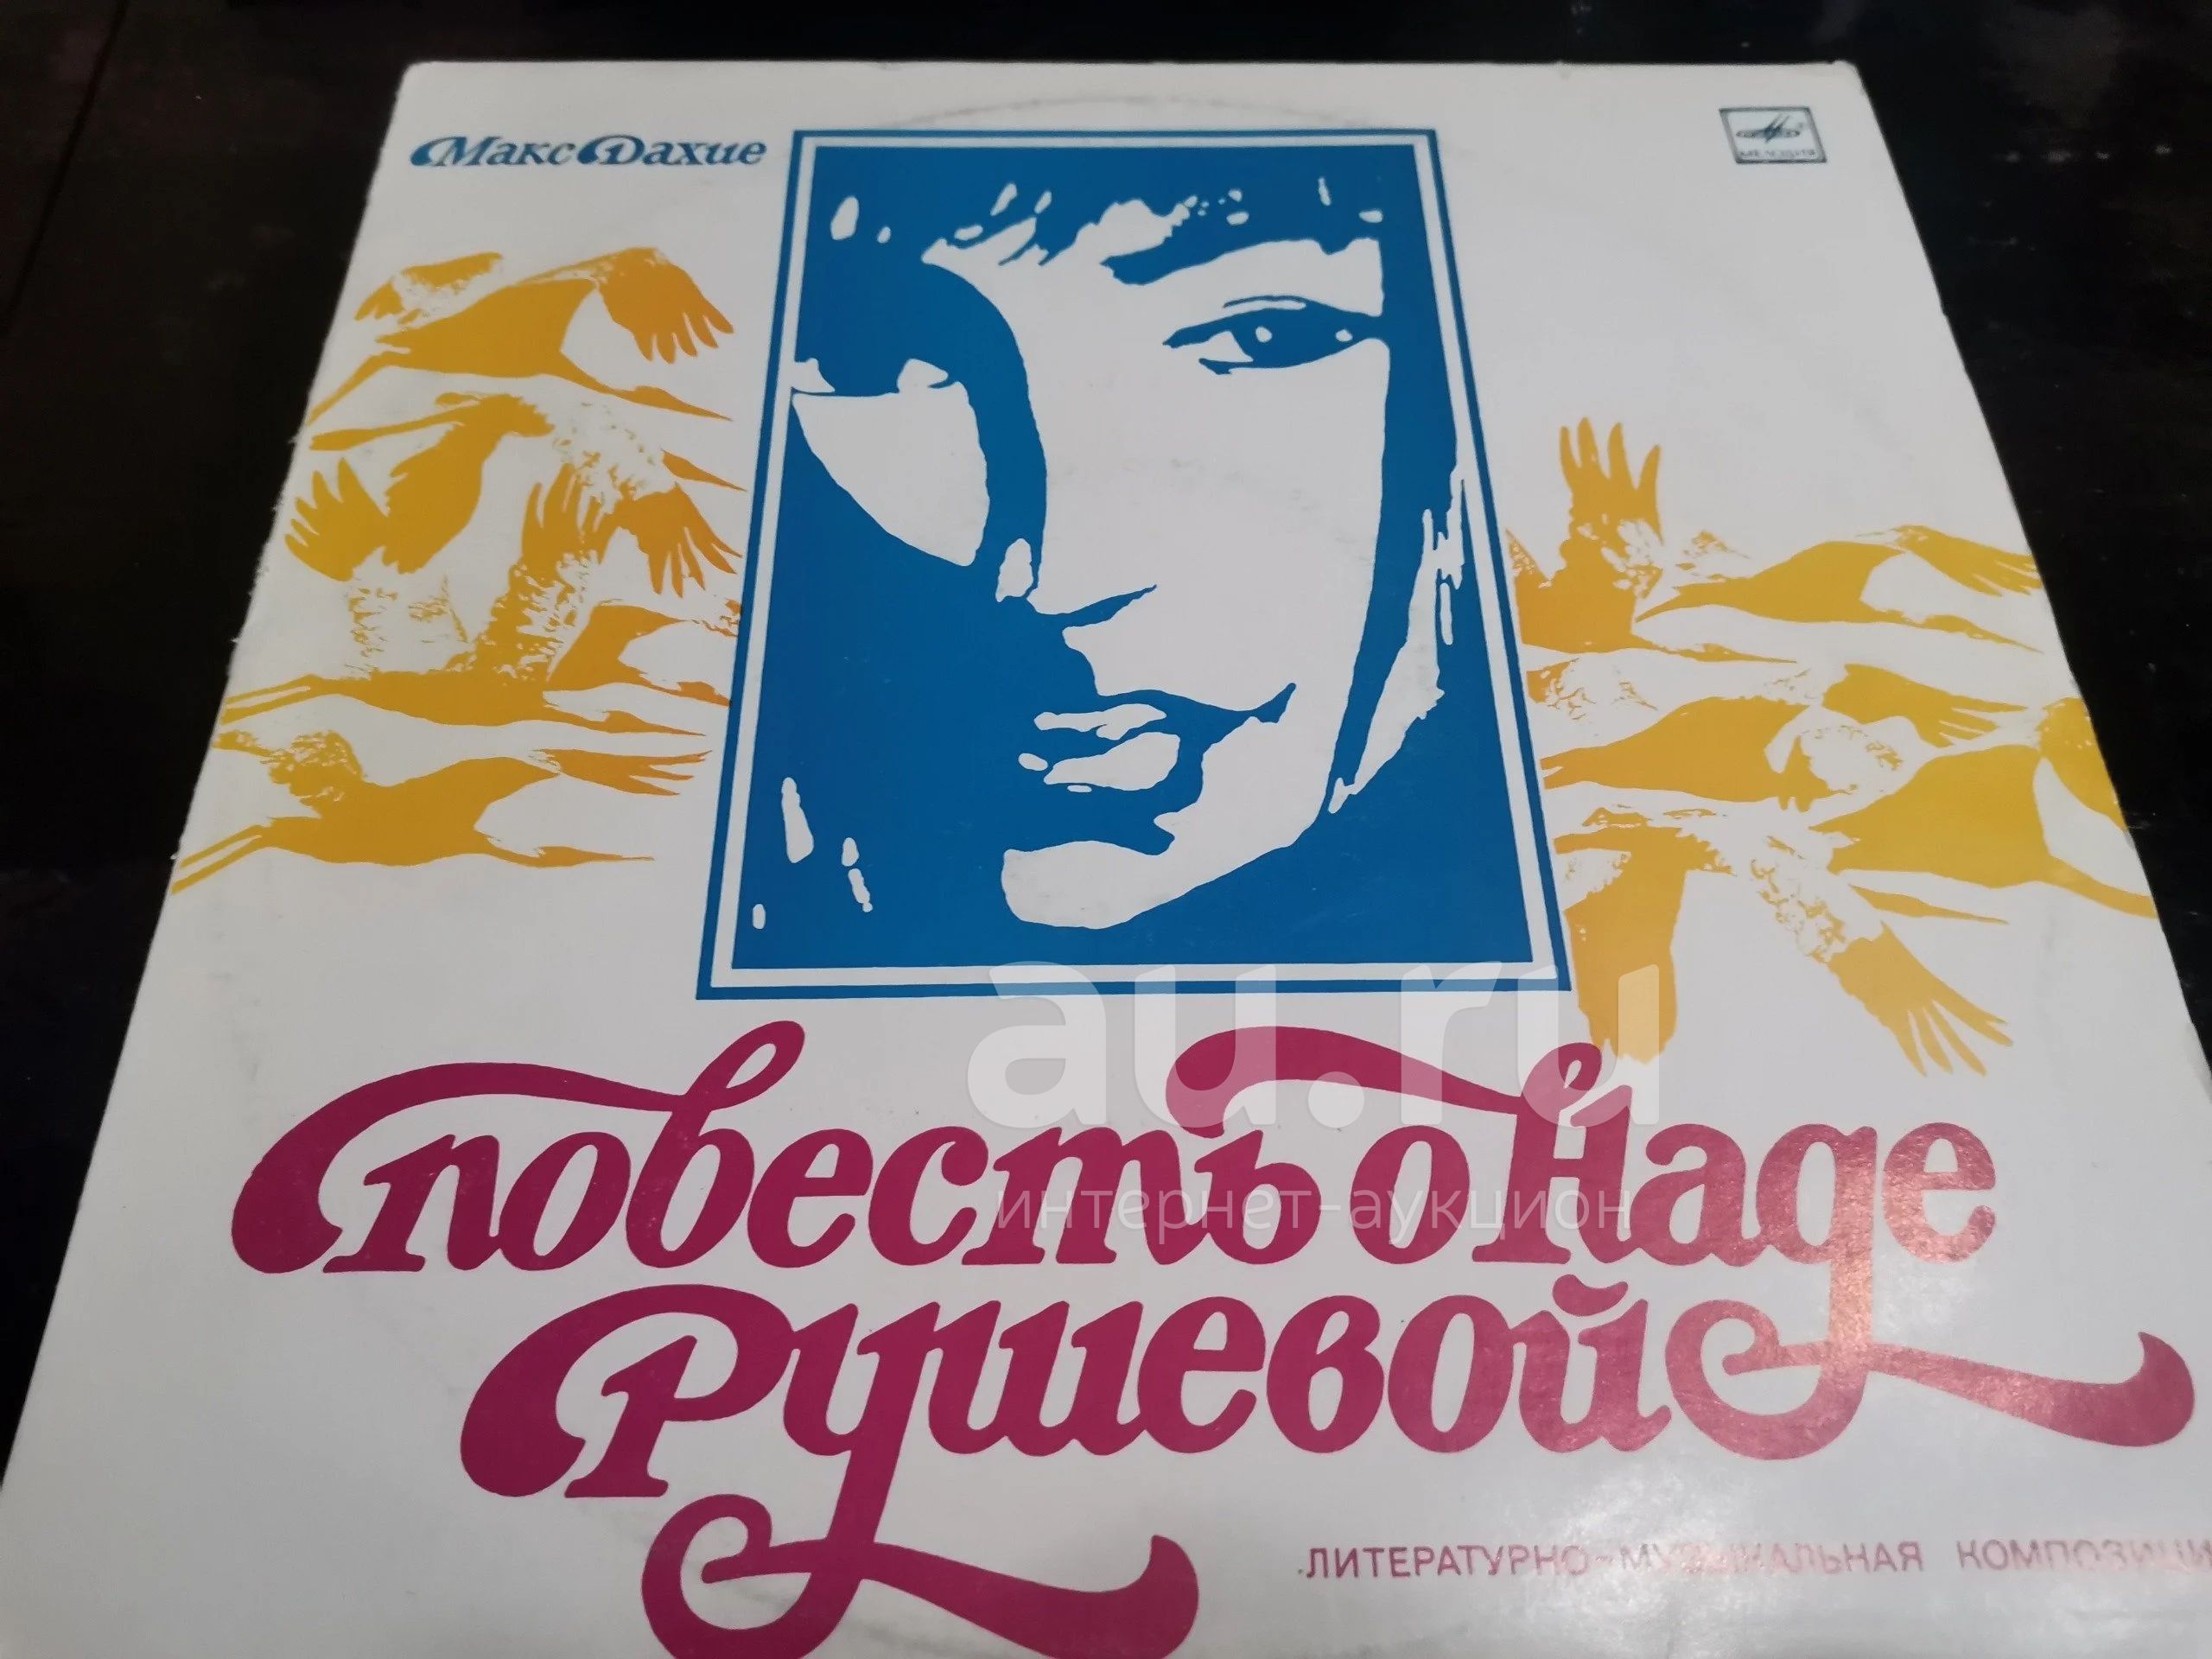 Макс Дахие
МЕЛОДИЯ
Повесть о Наде
Рушевой
ЛИТЕРАТУРНО-МУЗЫКАЛЬНАЯ КОМПОЗИЦИ
au.ru
интернет-аукцион